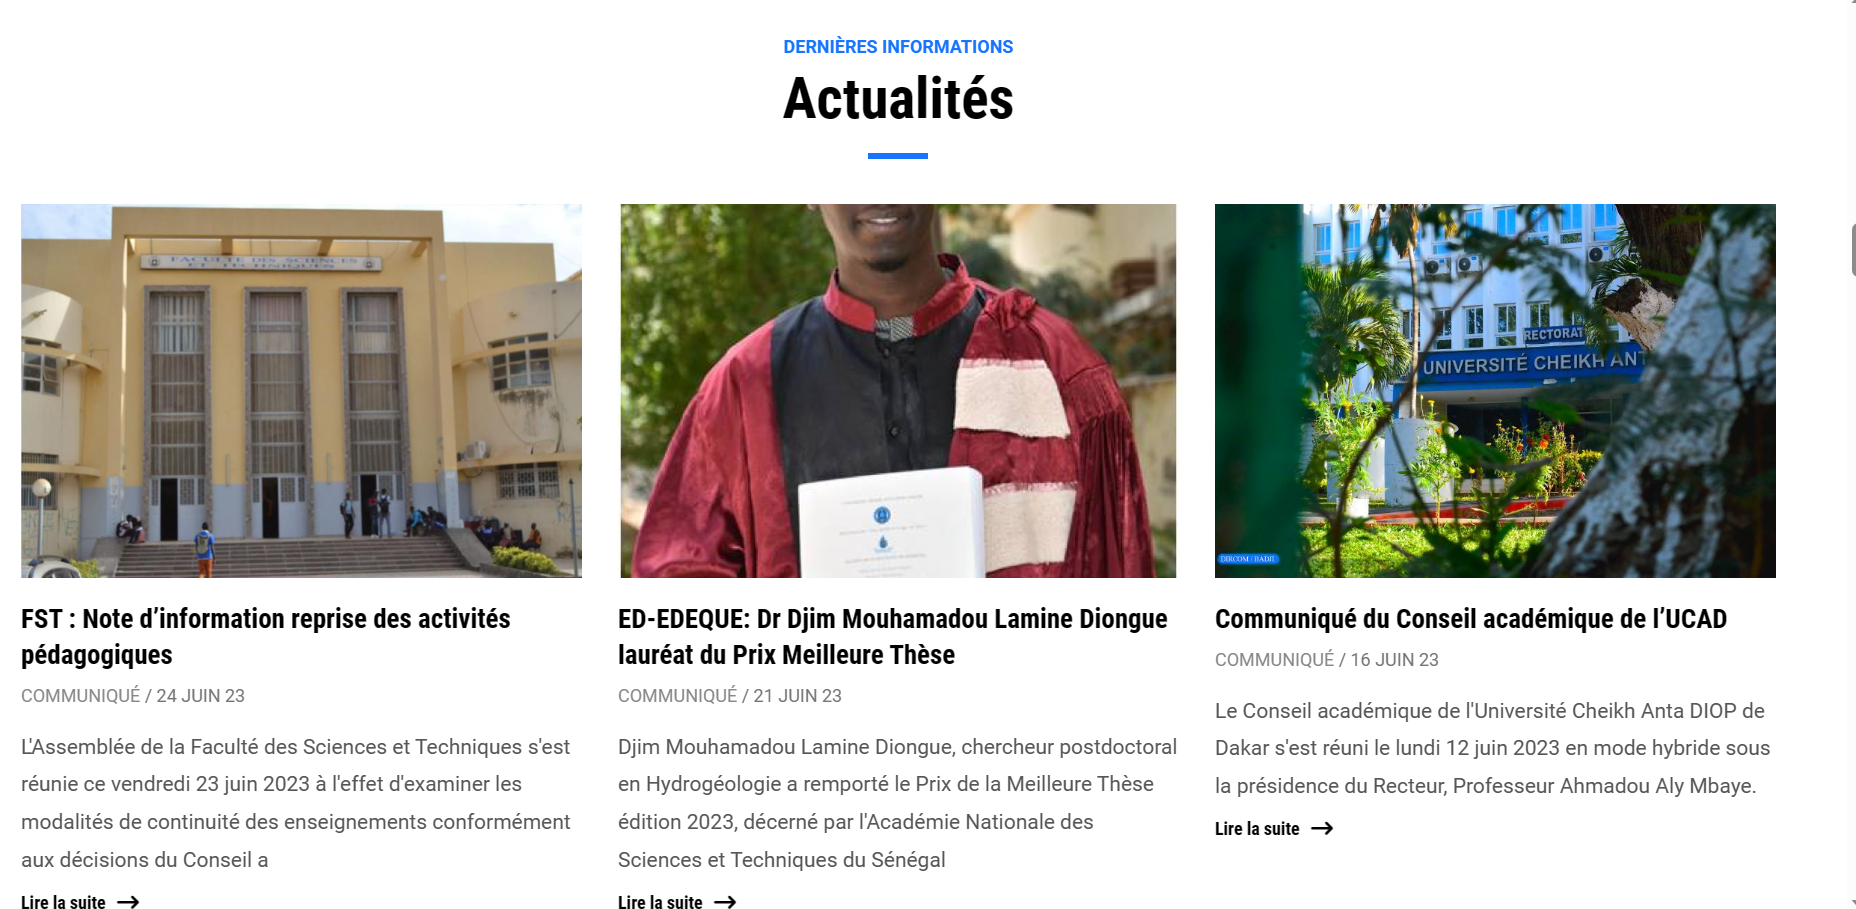 DERNIÈRES INFORMATIONS
Actualités
FACULTE DES SCIENCES
ET TECHNIQUES
FST : Note d’information reprise des activités
pédagogiques
COMMUNIQUÉ / 24 JUIN 23
L'Assemblée de la Faculté des Sciences et Techniques s'est
réunie ce vendredi 23 juin 2023 à l'effet d'examiner les
modalités de continuité des enseignements conformément
aux décisions du Conseil a
Lire la suite
ED-EDEQUE: Dr Djim Mouhamadou Lamine Diongue
lauréat du Prix Meilleure Thèse
COMMUNIQUÉ / 21 JUIN 23
Djim Mouhamadou Lamine Diongue, chercheur postdoctoral
en Hydrogéologie a remporté le Prix de la Meilleure Thèse
édition 2023, décerné par l'Académie Nationale des
Sciences et Techniques du Sénégal
Lire la suite
RECTORAT
UNIVERSITÉ CHEIKH ANT
DIRCOM / BADJI
Communiqué du Conseil académique de l’UCAD
COMMUNIQUÉ / 16 JUIN 23
Le Conseil académique de l'Université Cheikh Anta DIOP de
Dakar s'est réuni le lundi 12 juin 2023 en mode hybride sous
la présidence du Recteur, Professeur Ahmadou Aly Mbaye.
Lire la suite